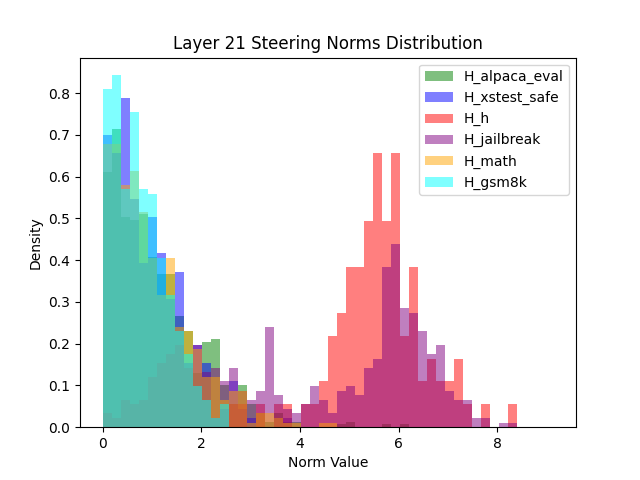 Layer 21 Steering Norms Distribution
H_alpaca_eval
H_xstest_safe
H_h
H_jailbreak
H_math
H_gsm8k
Density
0.8
0.7
0.6
0.5
0.4
0.3
0.2
0.1
0.0
0 2 4 6 8
Norm Value